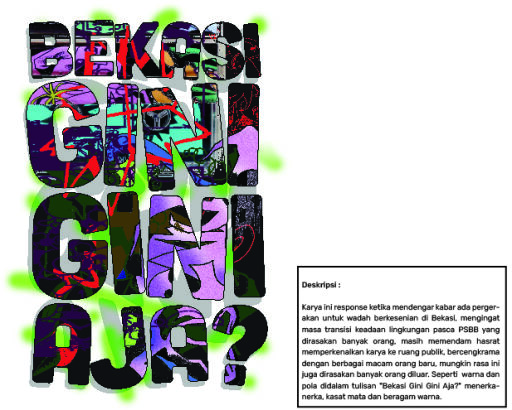 BEKASI
GINI
GINI
AJA?
Deskripsi :
Karya ini response ketika mendengar kabar ada perger-
akan untuk wadah berkesenian di Bekasi, mengingat
masa transisi keadaan lingkungan pasca PSBB yang
dirasakan banyak orang, masih memendam hasrat
memperkenalkan karya ke ruang publik, bercengkrama
dengan berbagai macam orang baru, mungkin rasa ini
juga dirasakan banyak orang diluar. Seperti warna dan
pola didalam tulisan "Bekasi Gini Gini Aja?" menerka-
nerka, kasat mata dan beragam warna.